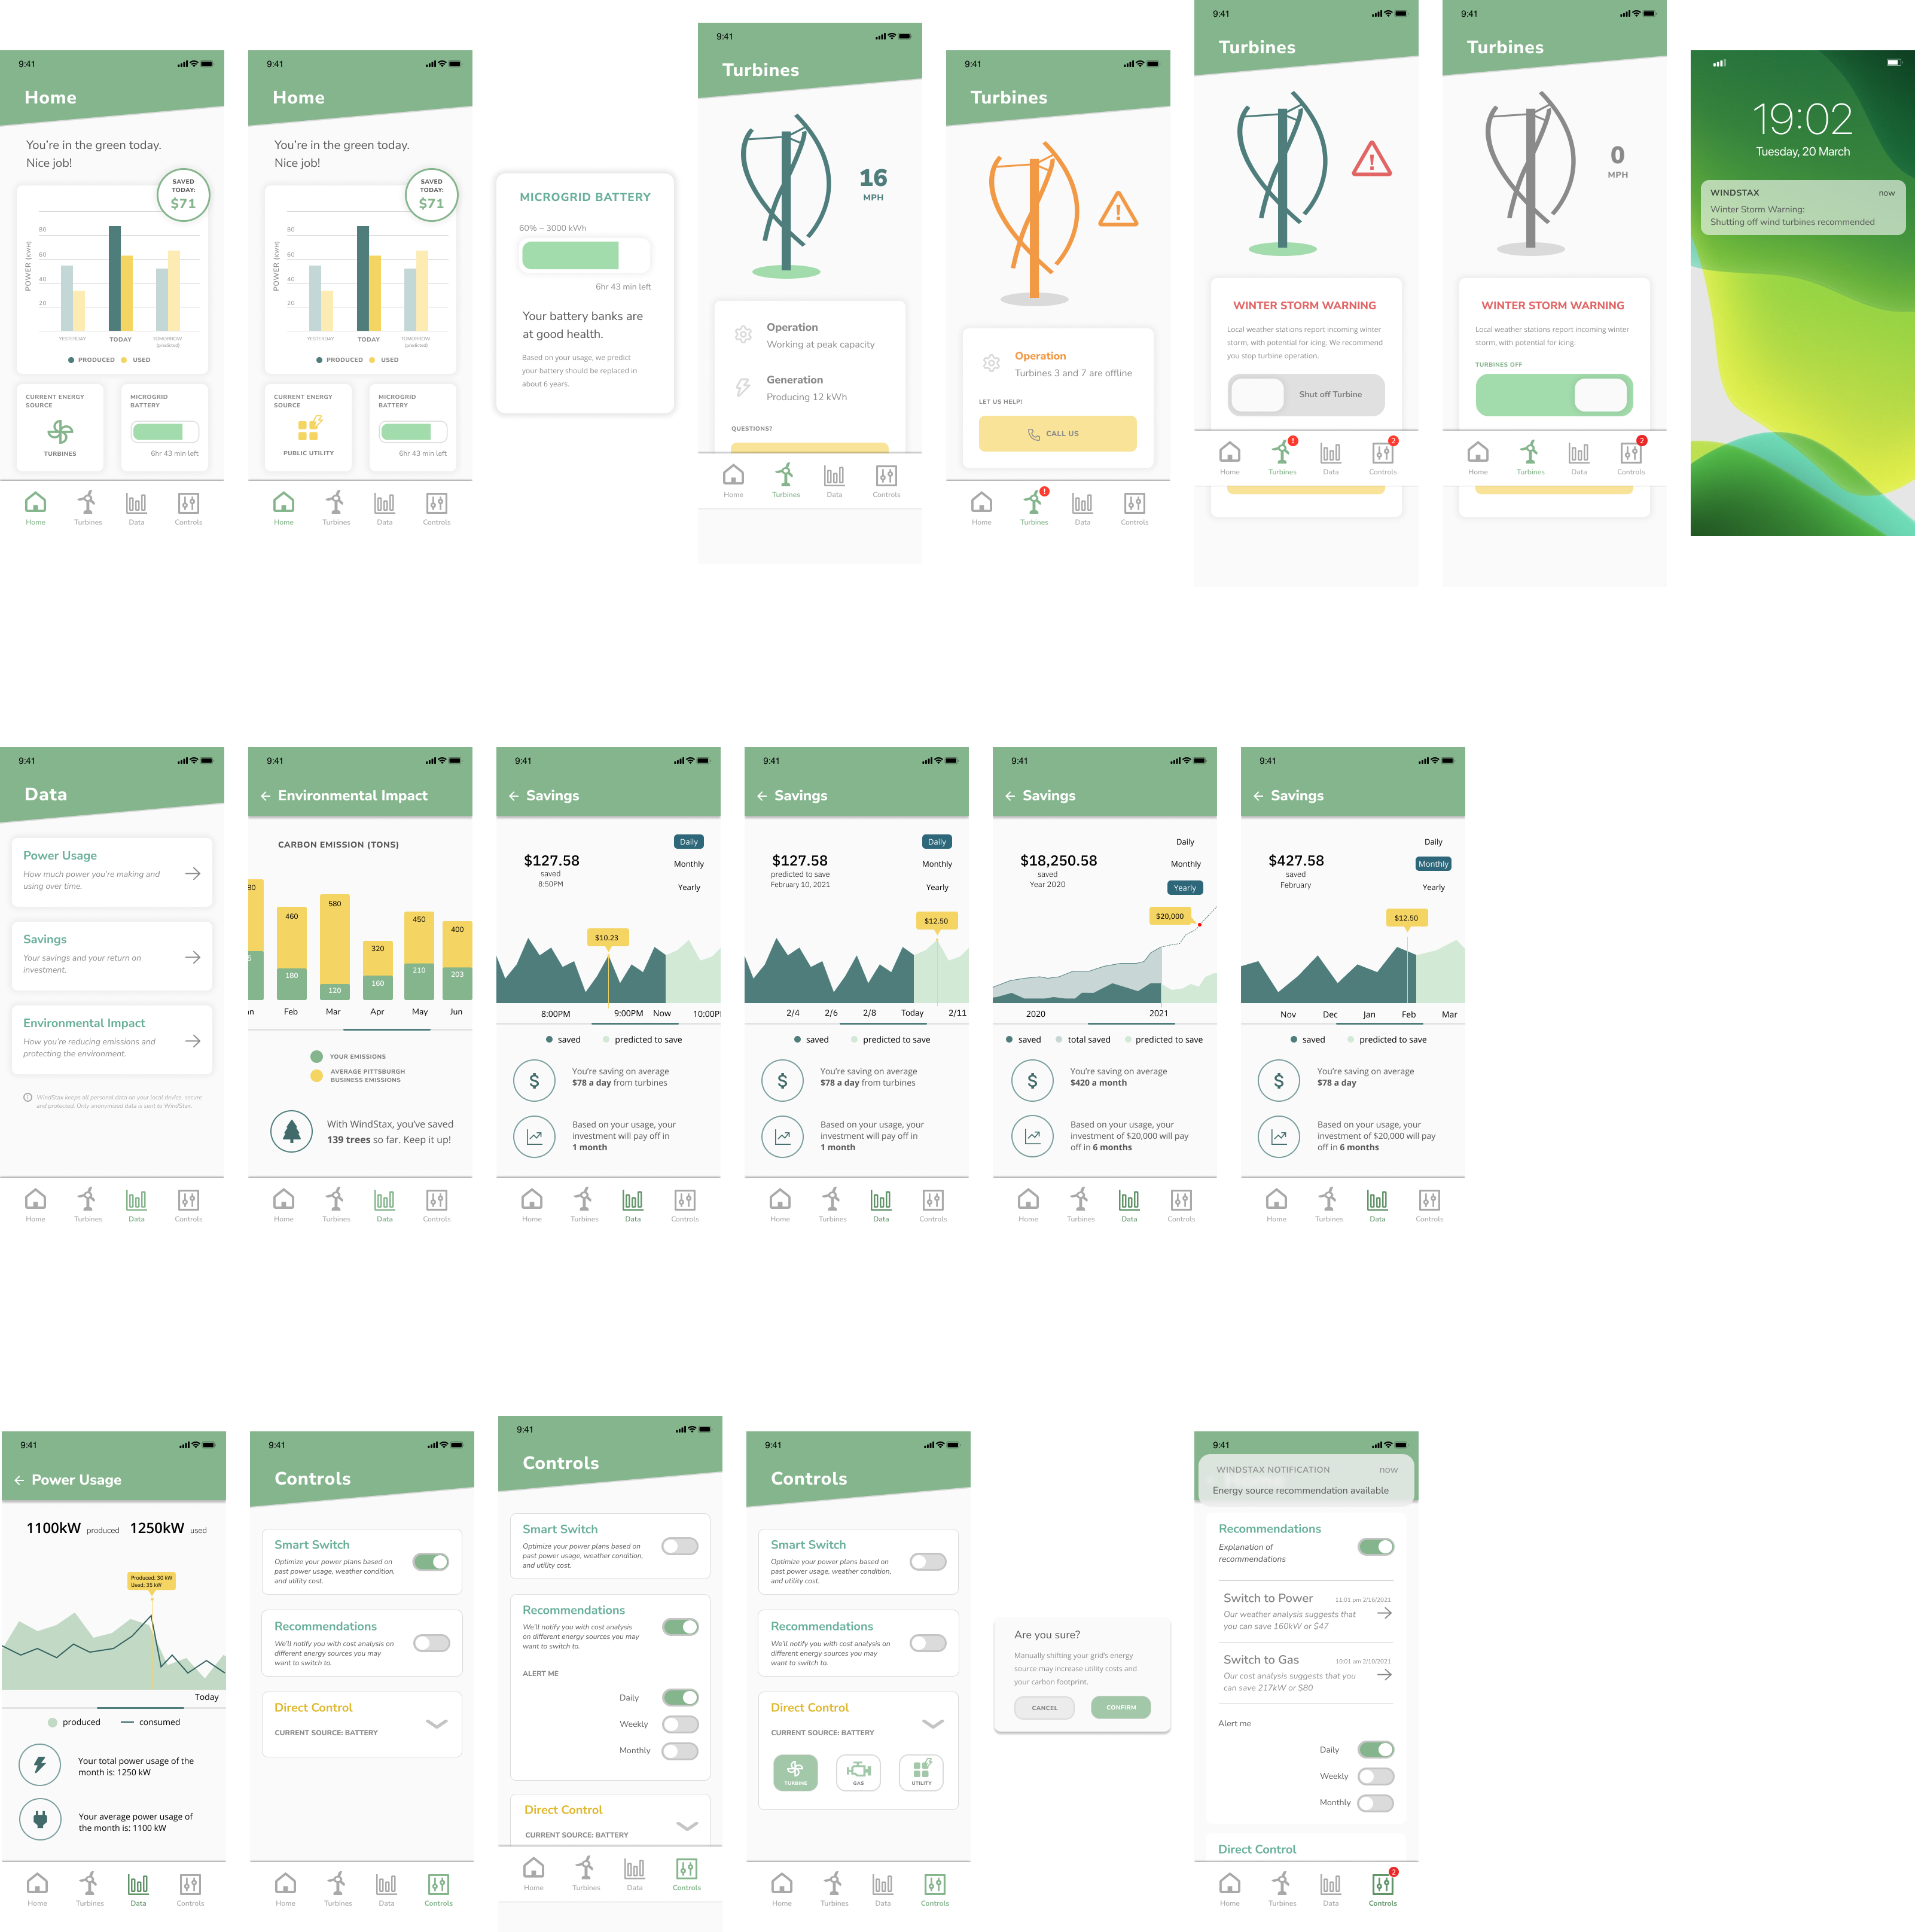 9:41
Home
You're in the green today.
Nice job!
SAVED
TODAY:
$71
POWER (kWH)
80
60
40
20
YESTERDAY
TODAY
TOMORROW
(predicted)
PRODUCED
USED
CURRENT ENERGY
SOURCE
TURBINES
MICROGRID
BATTERY
6hr 43 min left
Home
Turbines
Data
Controls
9:41
Home
You're in the green today.
Nice job!
SAVED
TODAY:
$71
POWER (kWH)
80
60
40
20
YESTERDAY
TODAY
TOMORROW
(predicted)
PRODUCED
USED
CURRENT ENERGY
SOURCE
PUBLIC UTILITY
MICROGRID
BATTERY
6hr 43 min left
Home
Turbines
Data
Controls
MICROGRID BATTERY
60% ~ 3000 kWh
6hr 43 min left
Your battery banks are
at good health.
Based on your usage, we predict
your battery should be replaced in
about 6 years.
9:41
Turbines
16
MPH
Operation
Working at peak capacity
Generation
Producing 12 kWh
QUESTIONS?
Home
Turbines
Data
Controls
9:41
Turbines
!
Operation
Turbines 3 and 7 are offline
LET US HELP!
CALL US
!
Home
Turbines
Data
Controls
9:41
Turbines
!
WINTER STORM WARNING
Local weather stations report incoming winter
storm, with potential for icing. We recommend
you stop turbine operation.
Shut off Turbine
!
2
Home
Turbines
Data
Controls
9:41
Turbines
0
MPH
WINTER STORM WARNING
Local weather stations report incoming winter
storm, with potential for icing.
TURBINES OFF
2
Home
Turbines
Data
Controls
19:02
Tuesday, 20 March
WINDSTAX
now
Winter Storm Warning:
Shutting off wind turbines recommended
9:41
Data
Power Usage
How much power you're making and
using over time.
Savings
Your savings and your return on
investment.
Environmental Impact
How you're reducing emissions and
protecting the environment.
WindStax keeps all personal data on your local device, secure
and protected. Only anonymized data is sent to WindStax.
Home
Turbines
Data
Controls
9:41
Environmental Impact
CARBON EMISSION (TONS)
80
460
580
320
450
400
5
180
120
160
210
203
n
Feb
Mar
Apr
May
Jun
YOUR EMISSIONS
AVERAGE PITTSBURGH
BUSINESS EMISSIONS
With WindStax, you've saved
139 trees so far. Keep it up!
Home
Turbines
Data
Controls
9:41
Savings
$127.58
saved
8:50PM
Daily
Monthly
Yearly
$10.23
8:00PM
9:00PM
Now
10:00P
saved
predicted to save
$
You're saving on average
$78 a day from turbines
Based on your usage, your
investment will pay off in
1 month
Home
Turbines
Data
Controls
9:41
Savings
$127.58
predicted to save
February 10, 2021
Daily
Monthly
Yearly
$12.50
2/4
2/6
2/8
Today
2/11
saved
predicted to save
$
You're saving on average
$78 a day from turbines
Based on your usage, your
investment will pay off in
1 month
Home
Turbines
Data
Controls
9:41
Savings
$18,250.58
saved
Year 2020
Daily
Monthly
Yearly
$20,000
2020
2021
saved
total saved
predicted to save
$
You're saving on average
$420 a month
Based on your usage, your
investment of $20,000 will pay
off in 6 months
Home
Turbines
Data
Controls
9:41
Savings
$427.58
saved
February
Daily
Monthly
Yearly
$12.50
Nov
Dec
Jan
Feb
Mar
saved
predicted to save
$
You're saving on average
$78 a day
Based on your usage, your
investment of $20,000 will pay
off in 6 months
Home
Turbines
Data
Controls
9:41
Power Usage
1100kW produced 1250kW used
Produced: 30 kW
Used: 35 kW
Today
produced
consumed
Your total power usage of the
month is: 1250 kW
Your average power usage of
the month is: 1100 kW
Home
Turbines
Data
Controls
9:41
Controls
Smart Switch
Optimize your power plans based on
past power usage, weather condition,
and utility cost.
Recommendations
We'll notify you with cost analysis on
different energy sources you may
want to switch to.
Direct Control
CURRENT SOURCE: BATTERY
Home
Turbines
Data
Controls
9:41
Controls
Smart Switch
Optimize your power plans based on
past power usage, weather condition,
and utility cost.
Recommendations
We'll notify you with cost analysis
on different energy sources you may
want to switch to.
ALERT ME
Daily
Weekly
Monthly
Direct Control
CURRENT SOURCE: BATTERY
Home
Turbines
Data
Controls
9:41
Controls
Smart Switch
Optimize your power plans based on
past power usage, weather condition,
and utility cost.
Recommendations
We'll notify you with cost analysis on
different energy sources you may
want to switch to.
Direct Control
CURRENT SOURCE: BATTERY
TURBINE
GAS
UTILITY
Home
Turbines
Data
Controls
Are you sure?
Manually shifting your grid's energy
source may increase utility costs and
your carbon footprint.
CANCEL
CONFIRM
9:41
WINDSTAX NOTIFICATION
now
Energy source recommendation available
Recommendations
Explanation of
recommendations
Switch to Power
11:01 pm 2/16/2021
Our weather analysis suggests that
you can save 160kW or $47
Switch to Gas
10:01 am 2/10/2021
Our cost analysis suggests that you
can save 217kW or $80
Alert me
Daily
Weekly
Monthly
Direct Control
2
Home
Turbines
Data
Controls